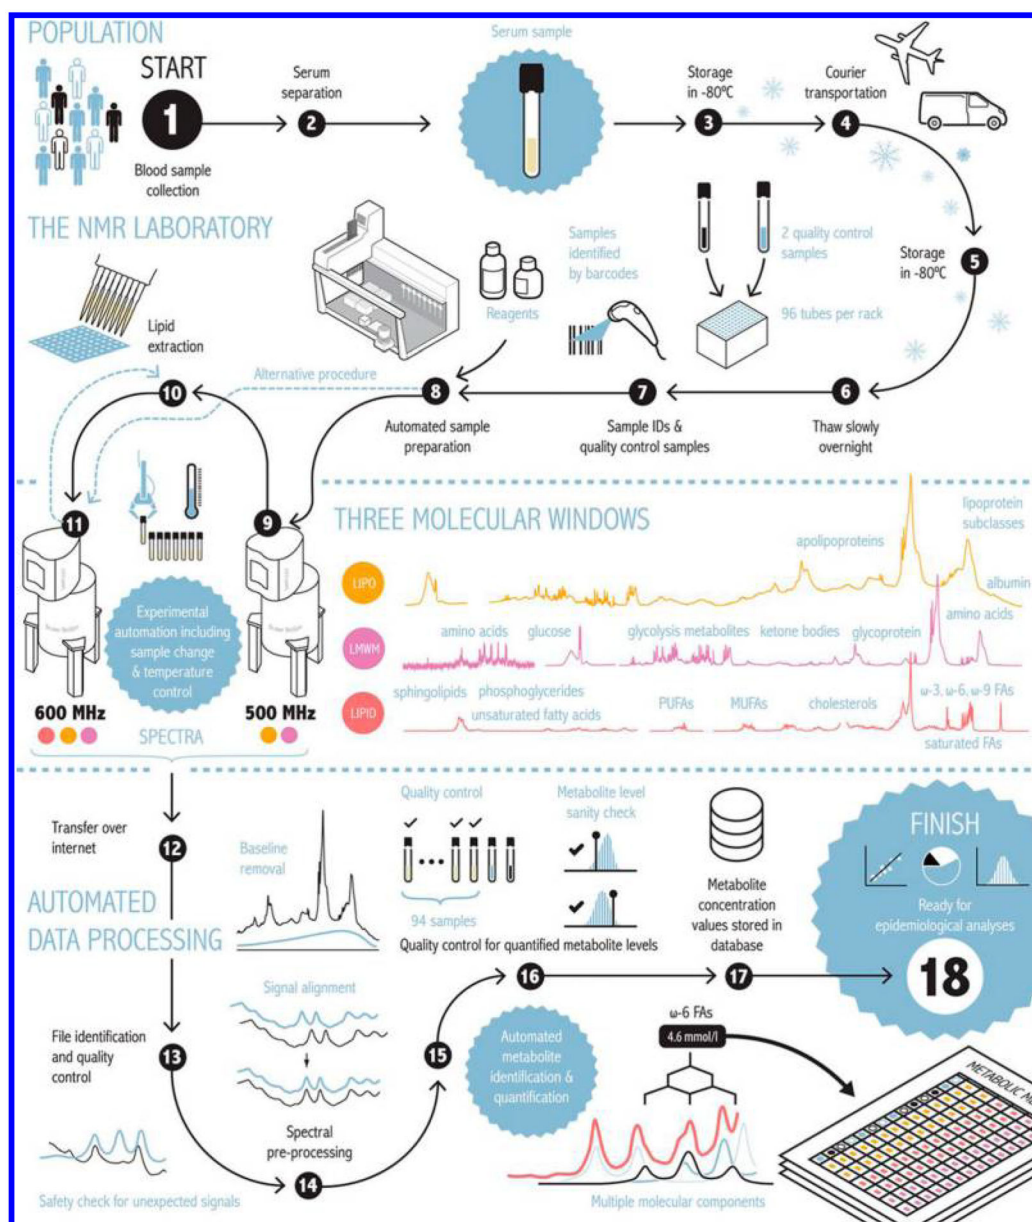 POPULATION
START
1
Blood sample
collection
Serum
separation
2
Serum sample
Storage
in -80ºC
3
Courier
transportation
4
THE NMR LABORATORY
Samples
identified
by barcodes
2 quality control
samples
Storage
in -80ºC
5
Reagents
96 tubes per rack
Lipid
extraction
Alternative procedure
10
8
7
6
Automated sample
preparation
Sample IDs &
quality control samples
Thaw slowly
overnight
11
9
THREE MOLECULAR WINDOWS
lipoprotein
subclasses
apolipoproteins
LIPO
albumin
Experimental
automation including
sample change
& temperature
control
amino acids
LMWM
amino acids
glucose
glycolysis metabolites
ketone bodies
glycoprotein
sphingolipids
phosphoglycerides
unsaturated fatty acids
PUFAs
MUFAs
cholesterols
ω-3, ω-6, ω-9 FAs
LIPID
saturated FAs
600 MHz
500 MHz
SPECTRA
Transfer over
internet
12
Baseline
removal
Quality control
94 samples
Metabolite level
sanity check
Quality control for quantified metabolite levels
16
Metabolite
concentration
values stored in
database
17
FINISH
Ready for
epidemiological analyses
18
AUTOMATED
DATA PROCESSING
File identification
and quality
control
13
Signal alignment
15
Automated
metabolite
identification &
quantification
ω-6 FAs
4.6 mmol/l
Spectral
pre-processing
14
Safety check for unexpected signals
Multiple molecular components
METABOLIC ME